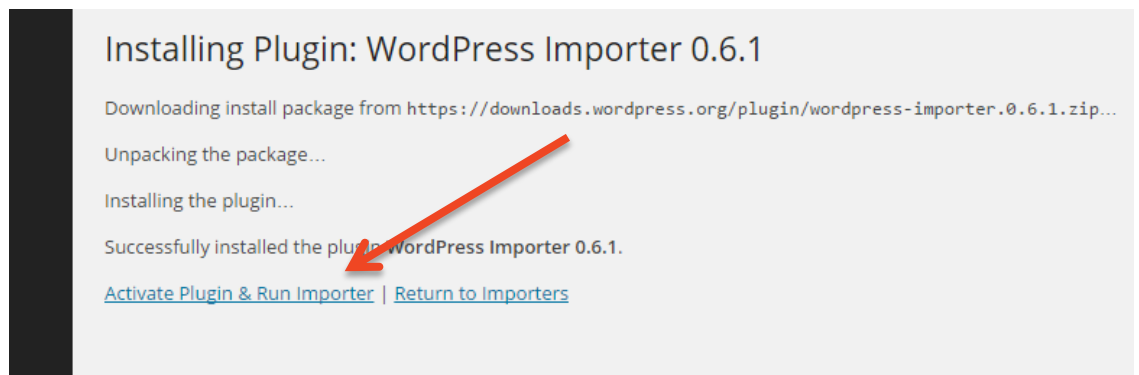 Installing Plugin: WordPress Importer 0.6.1
Downloading install package from https://downloads.wordpress.org/plugin/wordpress-importer.0.6.1.zip…
Unpacking the package…
Installing the plugin…
Successfully installed the plugin WordPress Importer 0.6.1.
Activate Plugin & Run Importer | Return to Importers